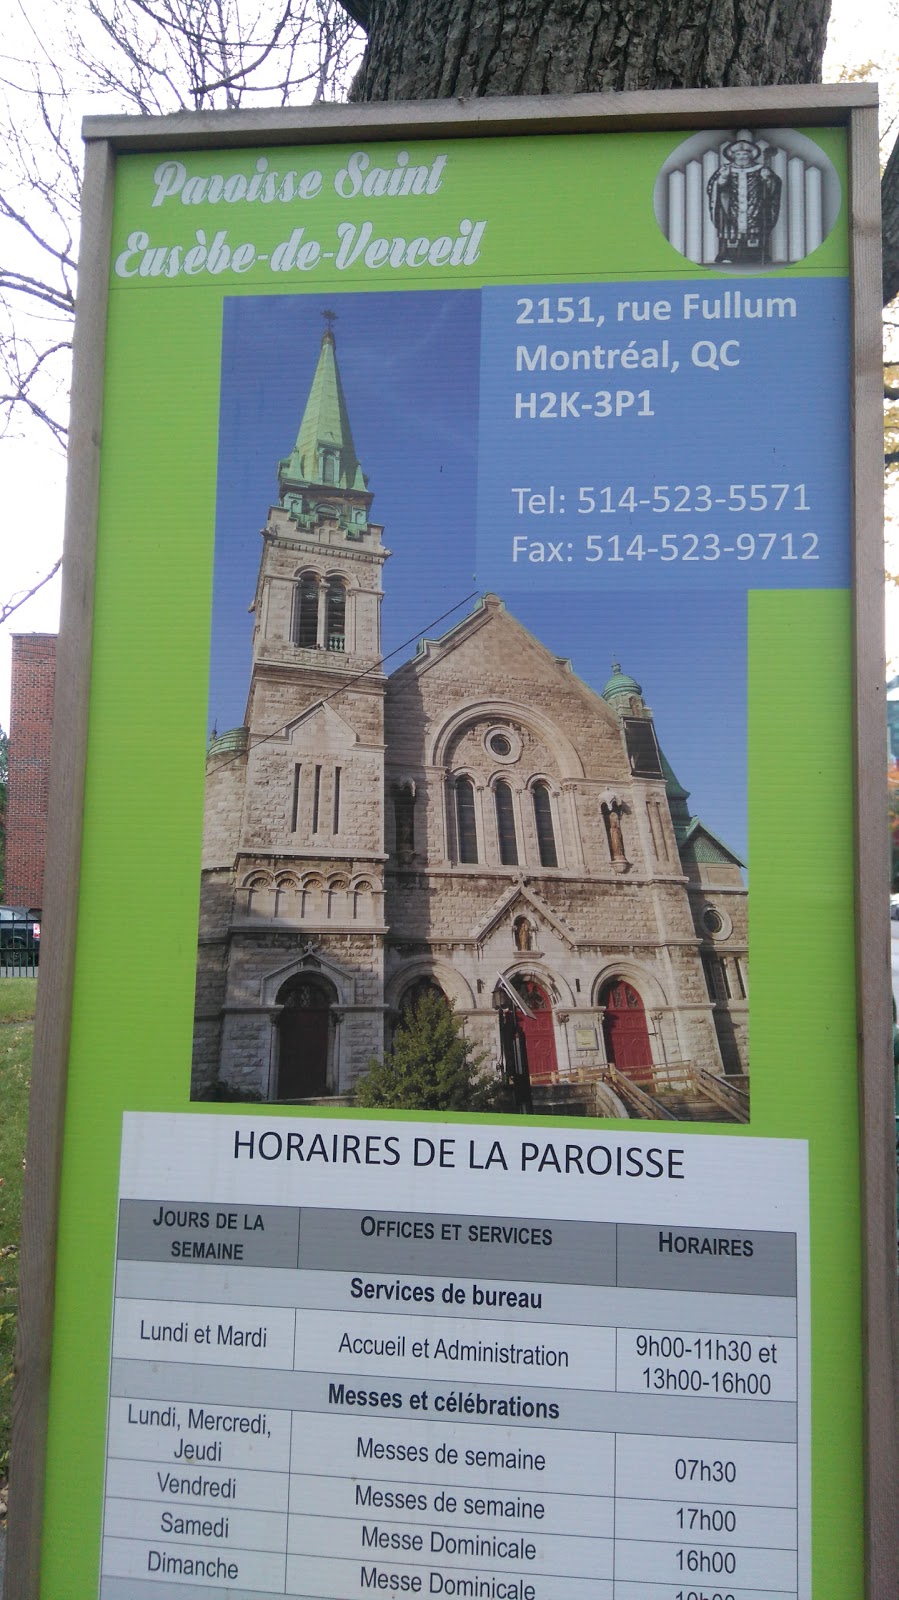 Paroisse Saint
Eusèbe-de-Verceil
2151, rue Fullum
Montréal, QC
H2K-3P1
Tel: 514-523-5571
Fax: 514-523-9712
HORAIRES DE LA PAROISSE
JOURS DE LA
SEMAINE
OFFICES ET SERVICES
HORAIRES
Services de bureau
Lundi et Mardi
Accueil et Administration
9h00-11h30 et
13h00-16h00
Messes et célébrations
Lundi, Mercredi,
Jeudi
Messes de semaine
07h30
Vendredi
Messes de semaine
17h00
Samedi
Messe Dominicale
16h00
Dimanche
Messe Dominicale